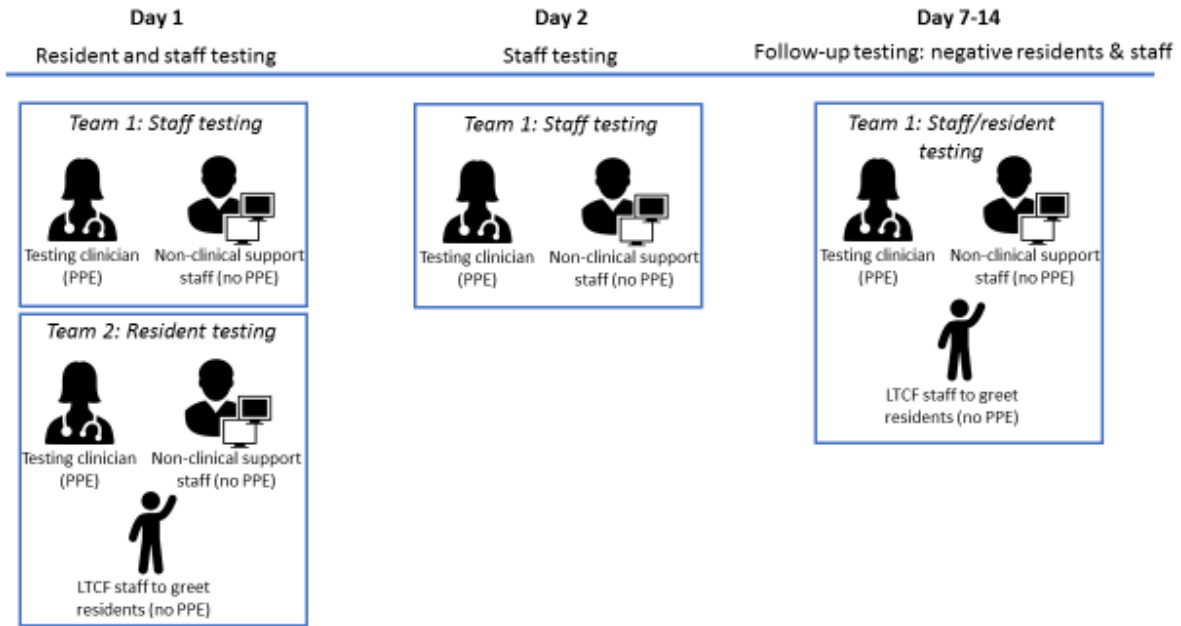 Day 1
Resident and staff testing
Day 2
Staff testing
Day 7-14
Follow-up testing: negative residents & staff
Team 1: Staff testing
Testing clinician
(PPE)
Non-clinical support
staff (no PPE)
Team 2: Resident testing
Testing clinician
(PPE)
Non-clinical support
staff (no PPE)
LTCF staff to greet
residents (no PPE)
Team 1: Staff testing
Testing clinician
(PPE)
Non-clinical support
staff (no PPE)
Team 1: Staff/resident
testing
Testing clinician
(PPE)
Non-clinical support
staff (no PPE)
LTCF staff to greet
residents (no PPE)